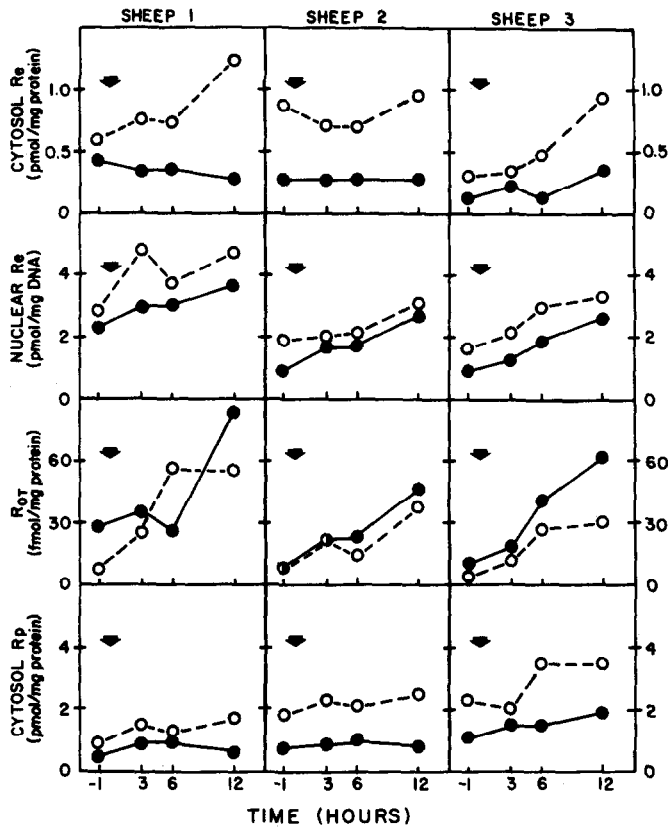 SHEEP 1 SHEEP 2 SHEEP 3
CYTOSOL Re
(pmol/mg protein)
1.0
0.5
0
1.0
0.5
0
NUCLEAR Re
(pmol/mg DNA)
4
2
0
4
2
0
ROT
(fmol/mg protein)
60
30
0
60
30
0
CYTOSOL Rp
(pmol/mg protein)
4
2
0
4
2
0
-1 3 6 12 -1 3 6 12 -1 3 6 12
TIME (HOURS)